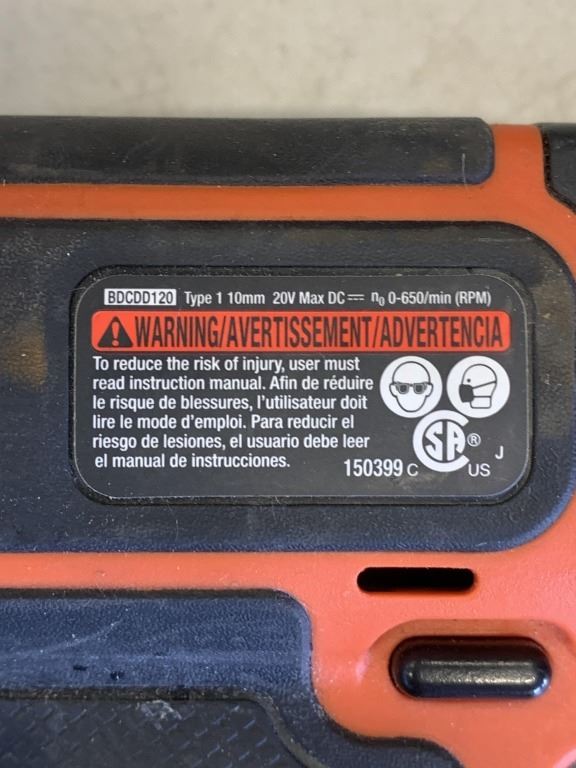 BDCDD120 Type 1 10mm 20V Max DC⎓ n₀ 0-650/min (RPM)
WARNING/AVERTISSEMENT/ADVERTENCIA
To reduce the risk of injury, user must
read instruction manual. Afin de réduire
le risque de blessures, l'utilisateur doit
lire le mode d'emploi. Para reducir el
riesgo de lesiones, el usuario debe leer
el manual de instrucciones.
150399 C SA ® US J